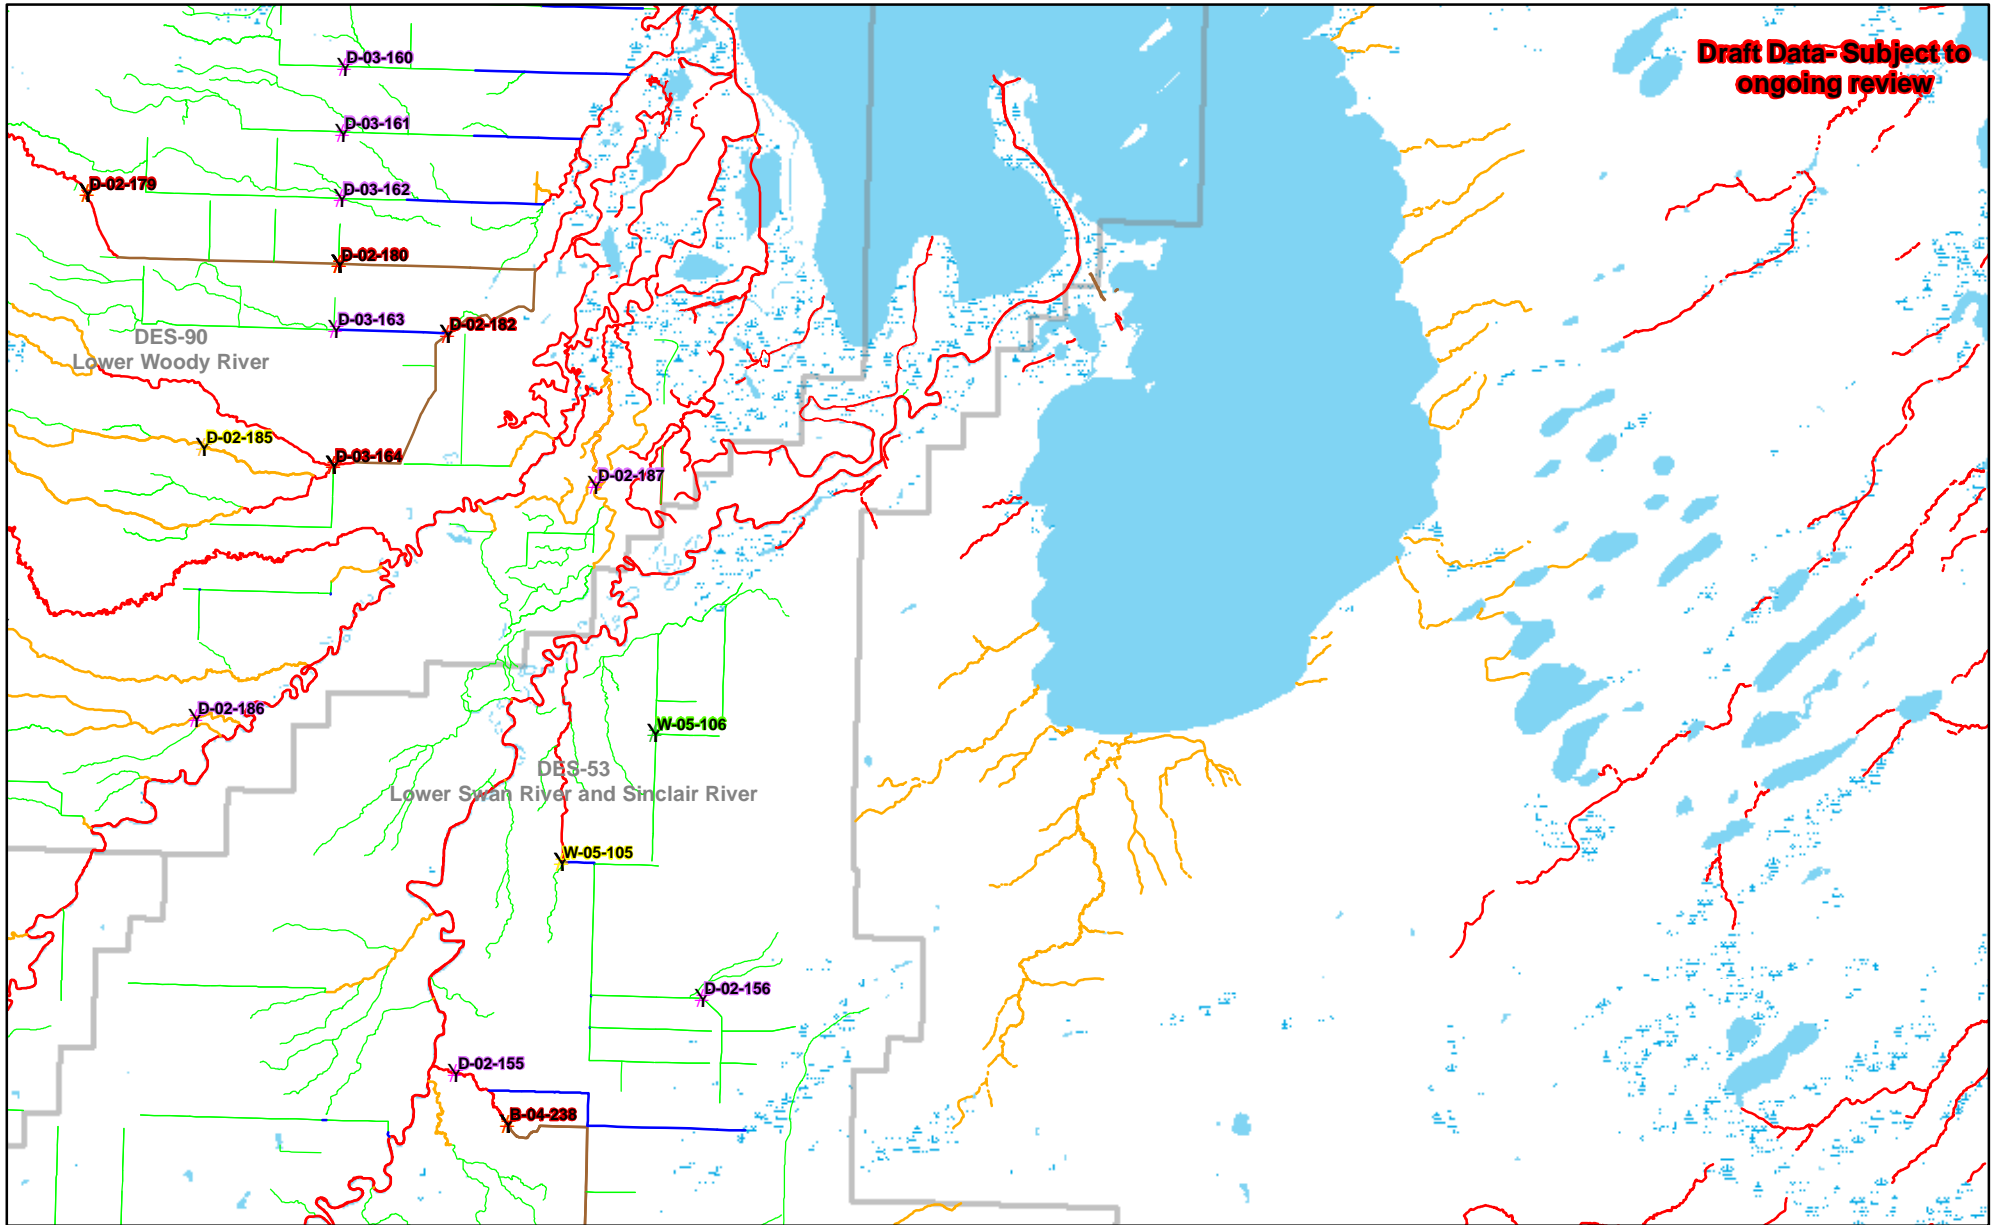 D-03-160
Draft Data- Subject to
ongoing review
D-03-161
D-02-179
D-03-162
D-02-180
D-03-163
D-02-182
DES-90
Lower Woody River
D-02-185
D-03-164
D-02-187
D-02-186
W-05-106
DES-53
Lower Swan River and Sinclair River
W-05-105
D-02-156
D-02-155
B-04-238